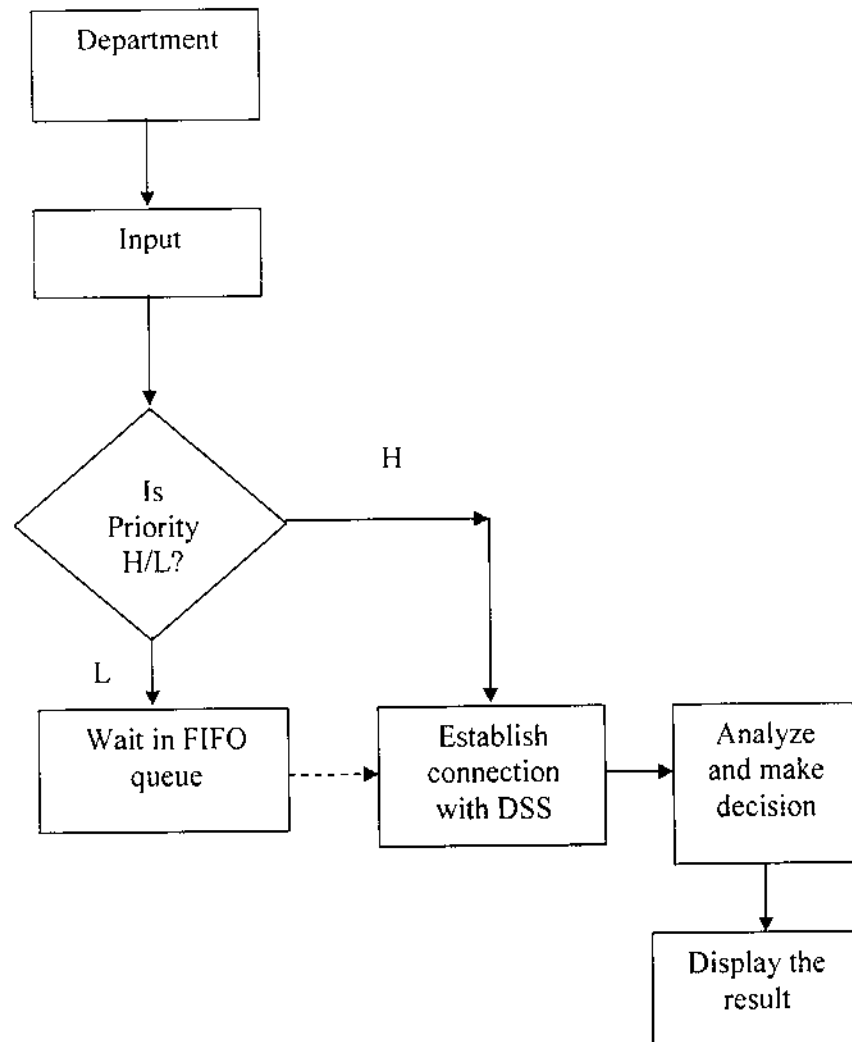 Department
Input
Is
Priority
H/L?
H
L
Wait in FIFO
queue
Establish
connection
with DSS
Analyze
and make
decision
Display the
result